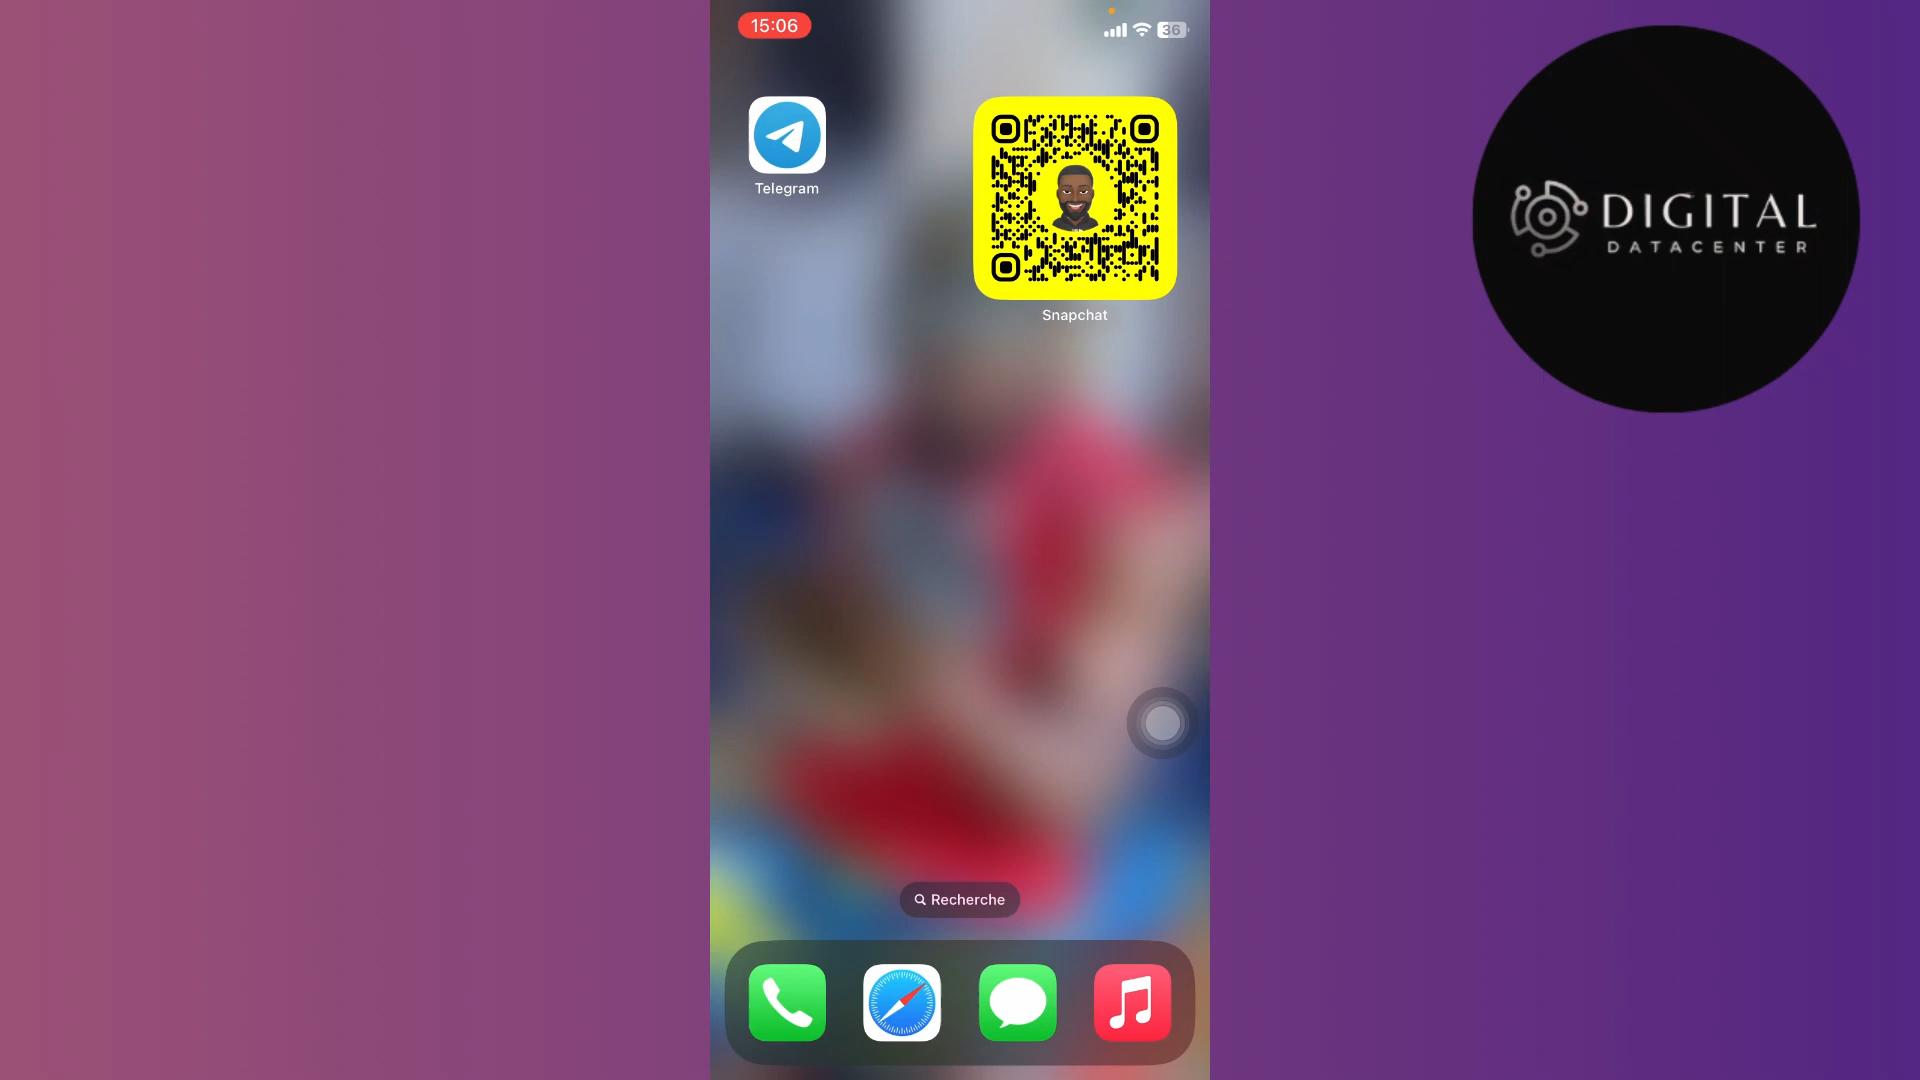 15:06
36
Telegram
Snapchat
DIGITAL
DATACENTER
Recherche